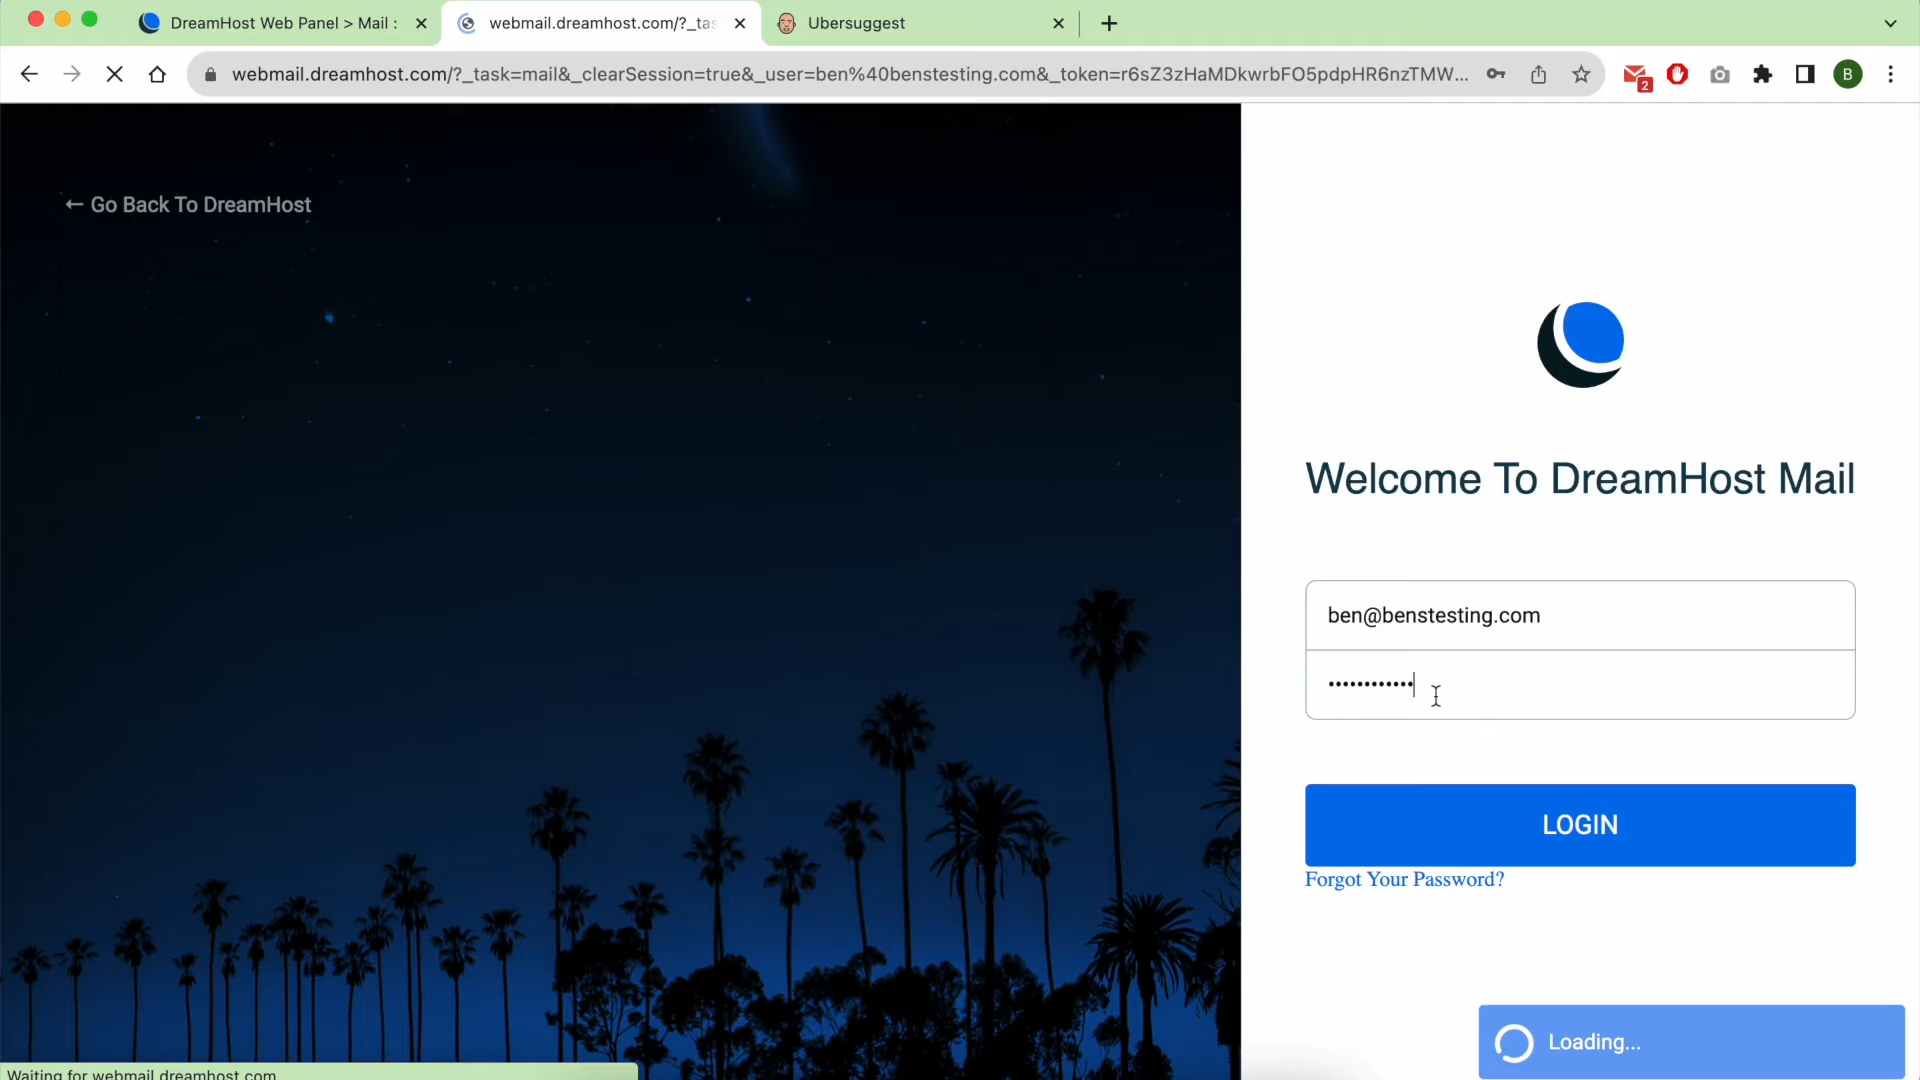 DreamHost Web Panel > Mail :
webmail.dreamhost.com/?_tas
Ubersuggest
webmail.dreamhost.com/?_task=mail&_clearSession=true&_user=ben%40benstesting.com&_token=r6sZ3zHaMDkwrbFO5pdpHR6nzTMW...
2
B
← Go Back To DreamHost
Welcome To DreamHost Mail
ben@benstesting.com
••••••••••••
LOGIN
Forgot Your Password?
Loading...
Waiting for webmail.dreamhost.com